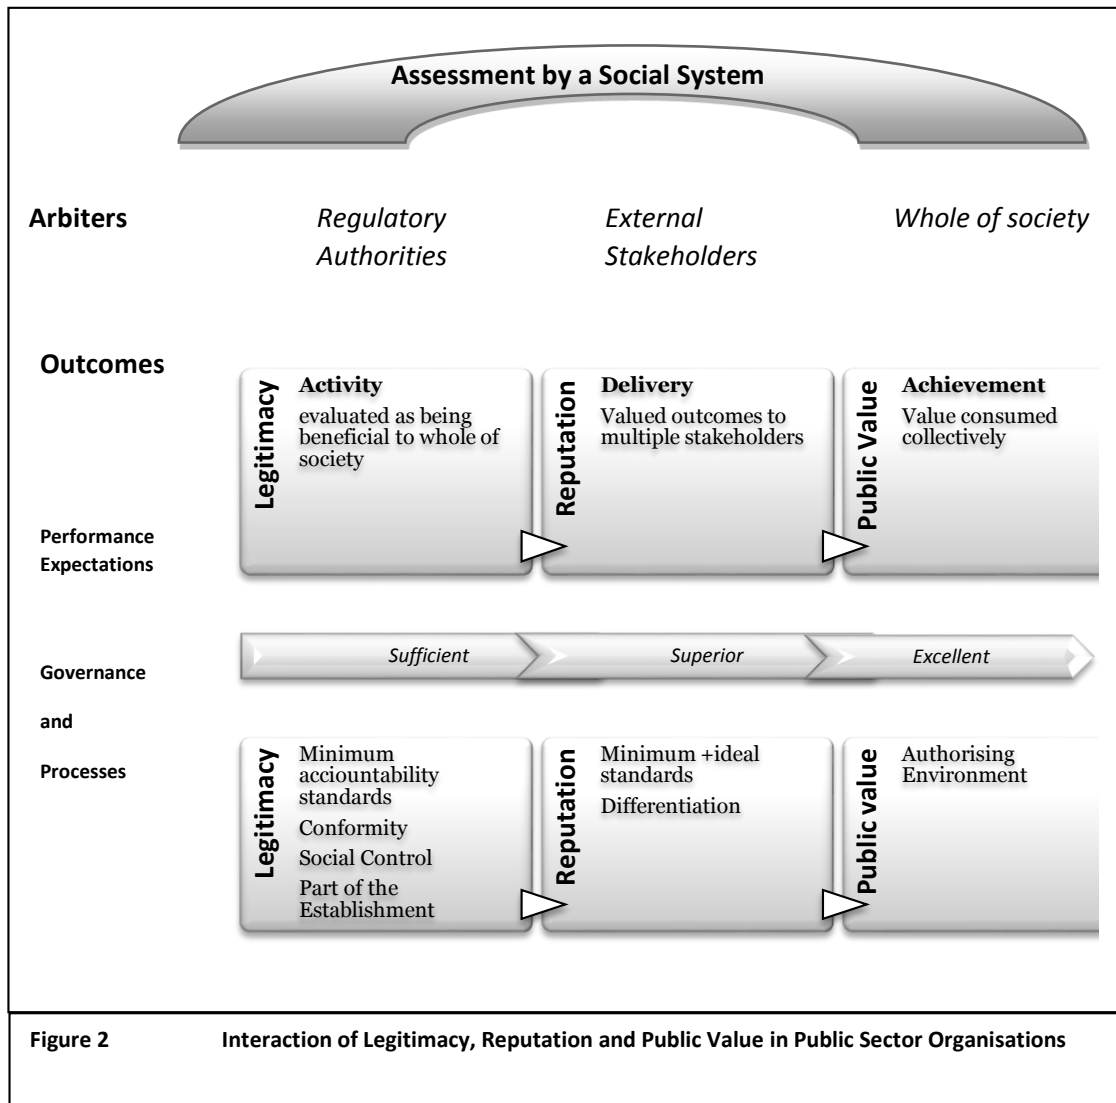 Assessment by a Social System
Arbiters
Regulatory
Authorities
External
Stakeholders
Whole of society
Outcomes
Legitimacy
Activity
evaluated as being
beneficial to whole of
society
Reputation
Delivery
Valued outcomes to
multiple stakeholders
Public Value
Achievement
Value consumed
collectively
Performance
Expectations
Sufficient
Superior
Excellent
Governance
and
Processes
Legitimacy
Minimum
acciountability
standards
Conformity
Social Control
Part of the
Establishment
Reputation
Minimum +ideal
standards
Differentiation
Public value
Authorising
Environment
Figure 2 Interaction of Legitimacy, Reputation and Public Value in Public Sector Organisations